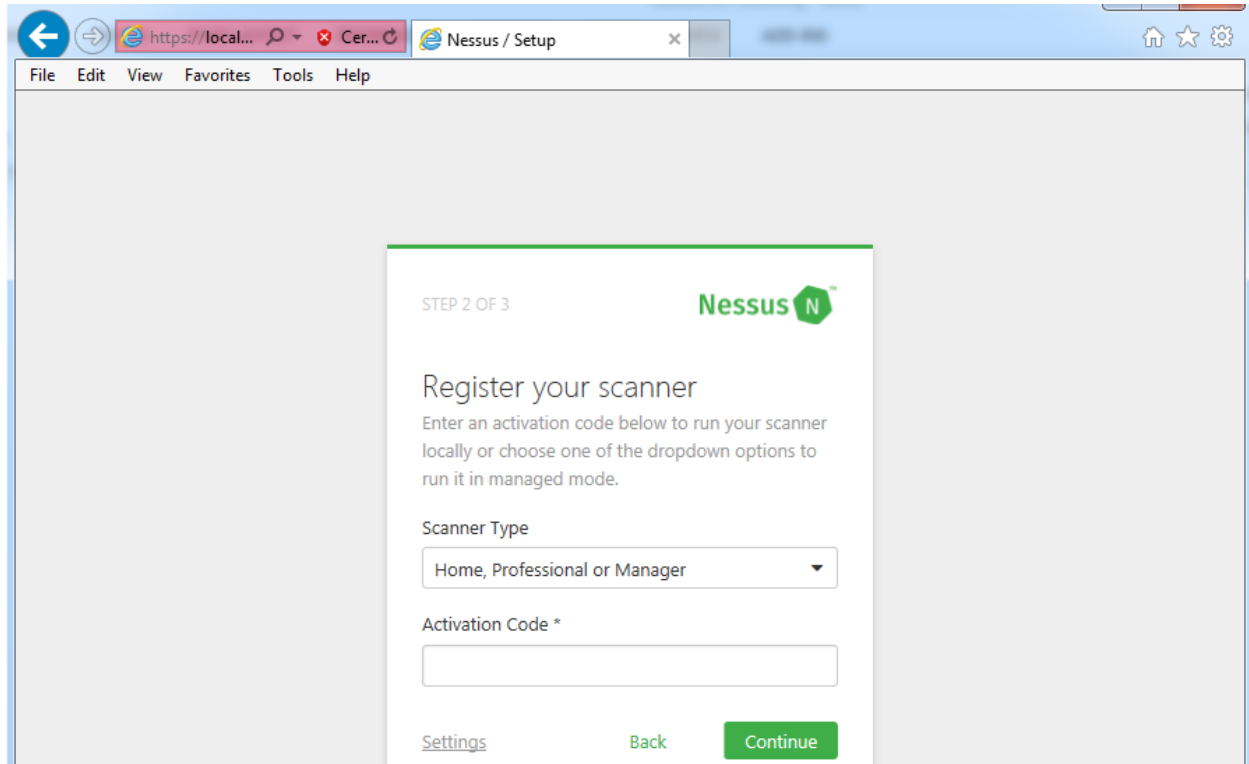 https://local... Cer...
Nessus / Setup
File Edit View Favorites Tools Help
STEP 2 OF 3
Nessus N ™
Register your scanner
Enter an activation code below to run your scanner
locally or choose one of the dropdown options to
run it in managed mode.
Scanner Type
Home, Professional or Manager
Activation Code *
Settings Back Continue